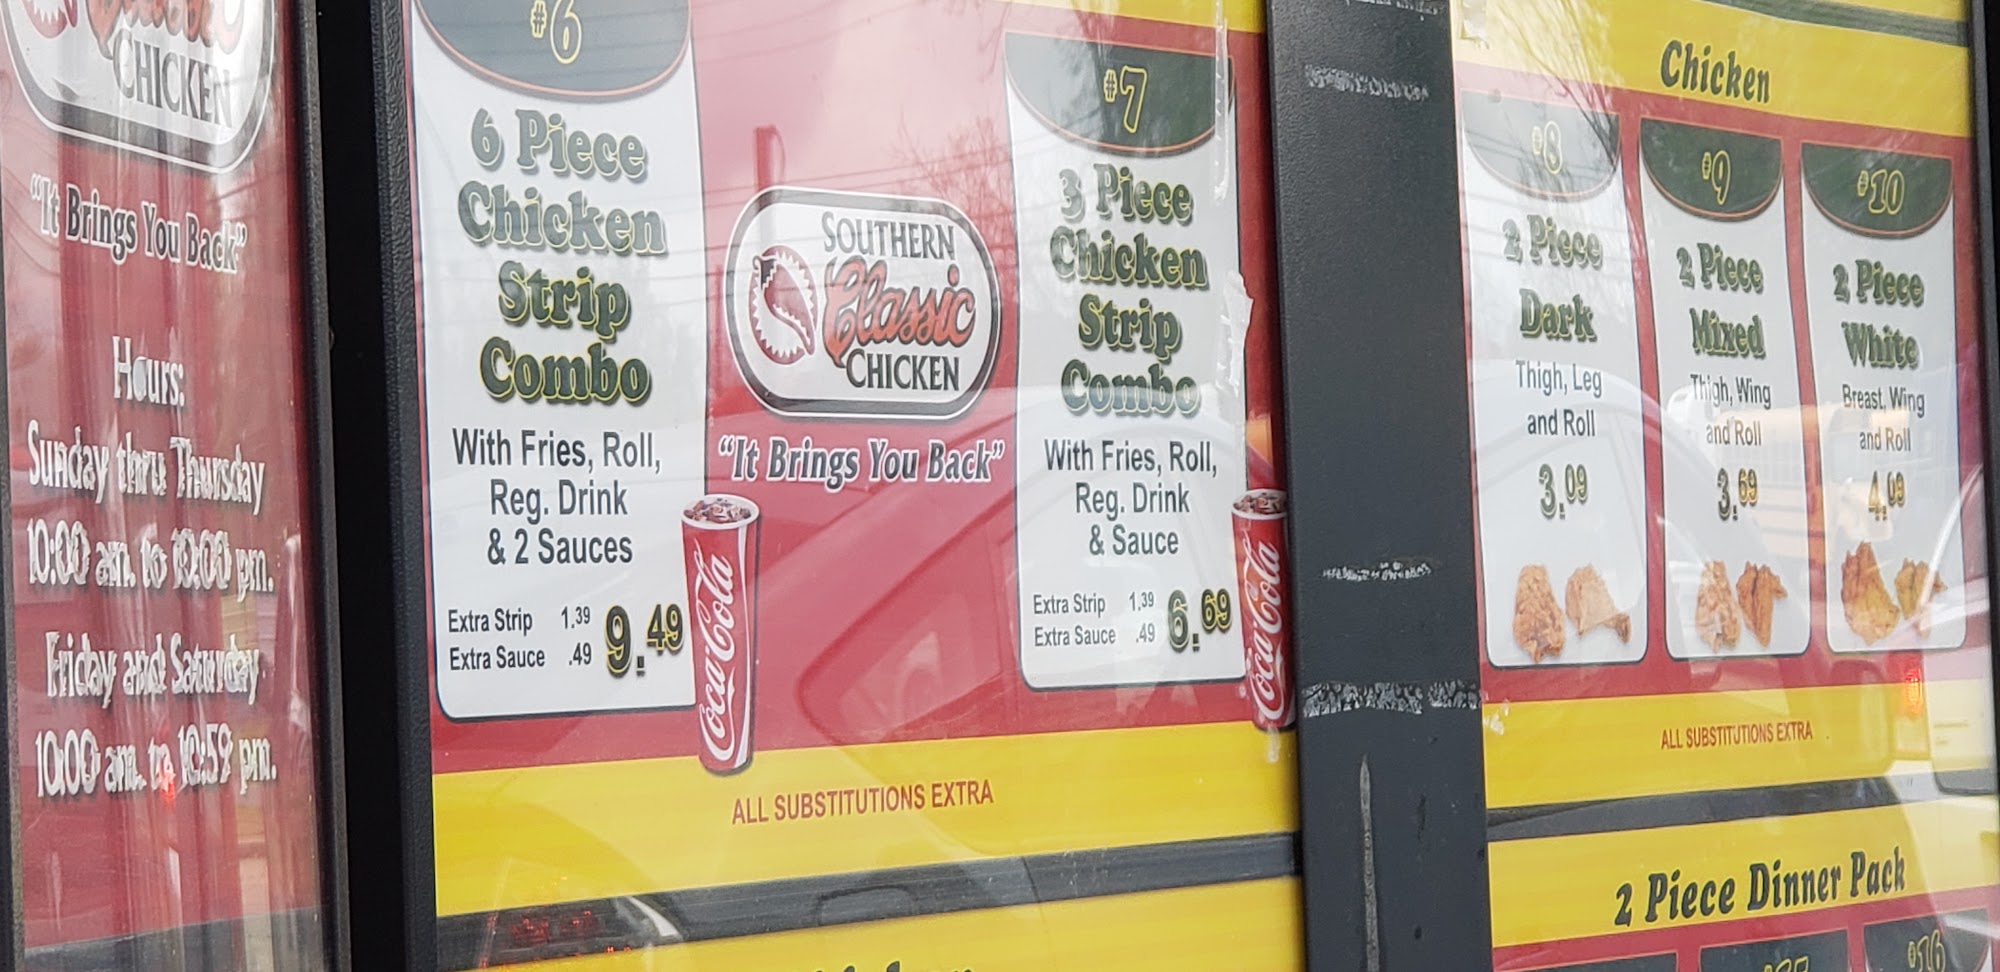 Classic
CHICKEN
"It Brings You Back"
Hours:
Sunday thru Thursday
10:00 am. to 10:00 pm.
Friday and Saturday
10:00 am. to 10:59 pm.
#6
6 Piece
Chicken
Strip
Combo
With Fries, Roll,
Reg. Drink
& 2 Sauces
Extra Strip 1.39
Extra Sauce .49
9.49
Coca-Cola
SOUTHERN
Classic
CHICKEN
"It Brings You Back"
#7
3 Piece
Chicken
Strip
Combo
With Fries, Roll,
Reg. Drink
& Sauce
Extra Strip 1.39
Extra Sauce .49
6.69
Coca-Cola
ALL SUBSTITUTIONS EXTRA
Chicken
#8
2 Piece
Dark
Thigh, Leg
and Roll
3.09
#9
2 Piece
Mixed
Thigh, Wing
and Roll
3.69
#10
2 Piece
White
Breast, Wing
and Roll
4.09
ALL SUBSTITUTIONS EXTRA
2 Piece Dinner Pack
#16